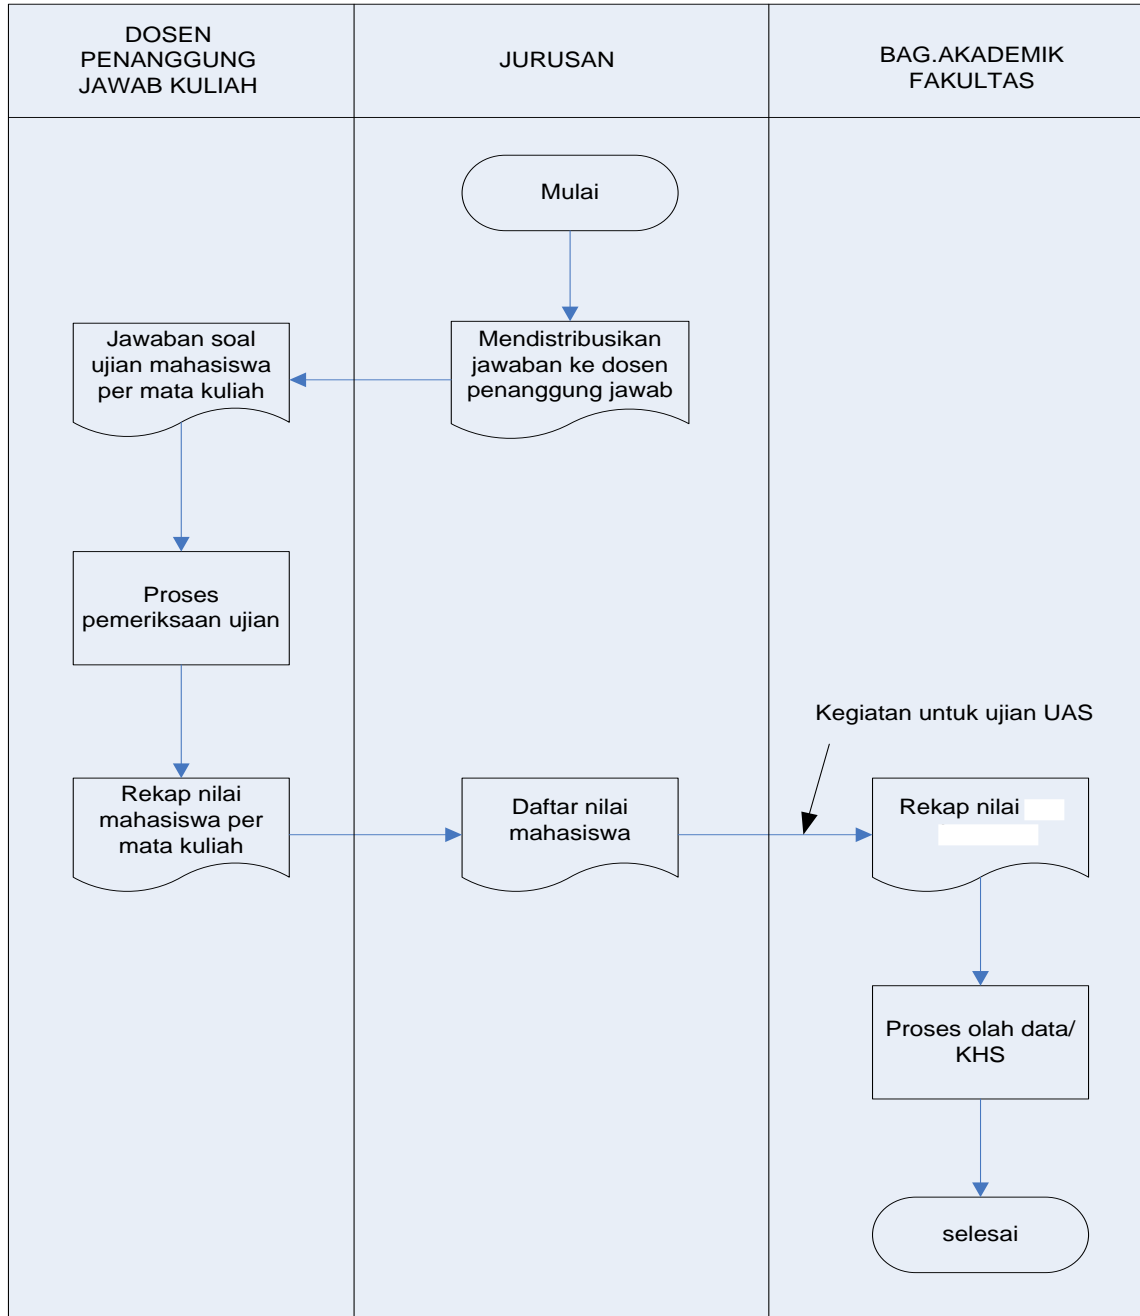 DOSEN
PENANGGUNG
JAWAB KULIAH
JURUSAN
BAG.AKADEMIK
FAKULTAS
Mulai
Jawaban soal
ujian mahasiswa
per mata kuliah
Mendistribusikan
jawaban ke dosen
penanggung jawab
Proses
pemeriksaan ujian
Kegiatan untuk ujian UAS
Rekap nilai
mahasiswa per
mata kuliah
Daftar nilai
mahasiswa
Rekap nilai
Proses olah data/
KHS
selesai